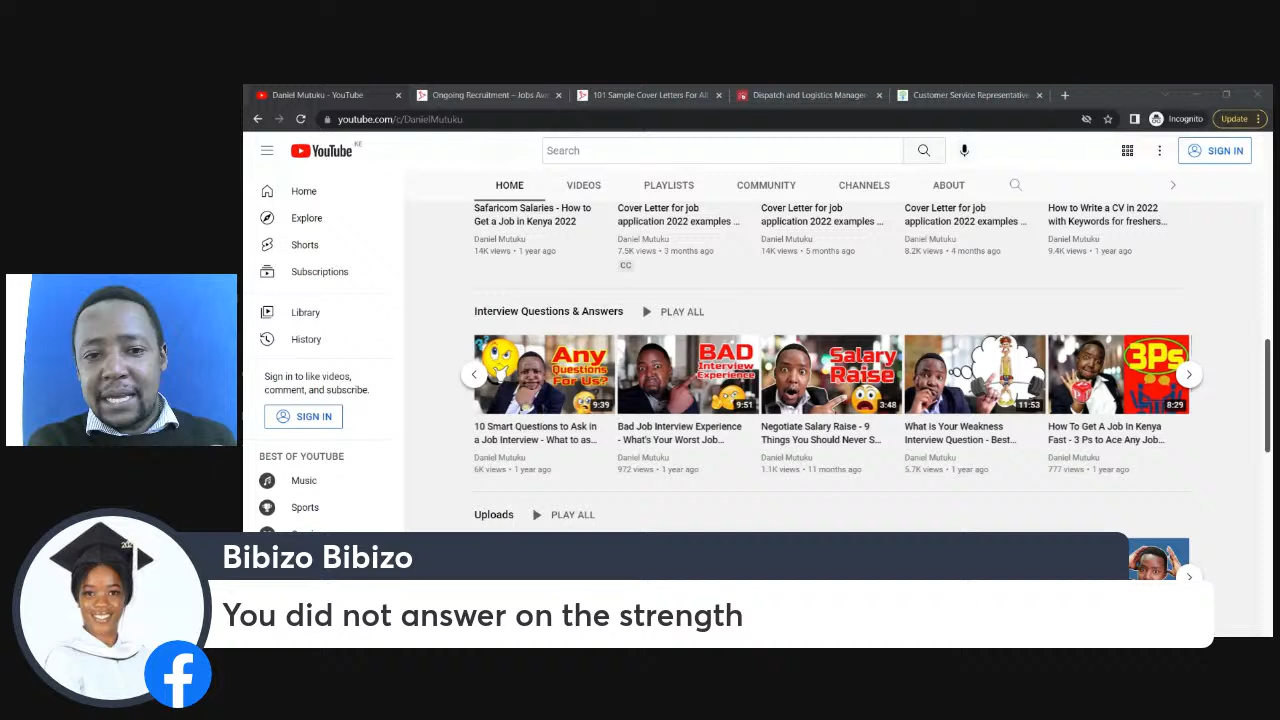 Daniel Mutuku - YouTube
Ongoing Recruitment – Jobs Ave
101 Sample Cover Letters For All
Dispatch and Logistics Manager
Customer Service Representative
youtube.com/c/DanielMutuku
Incognito
Update
YouTube KE
Search
SIGN IN
Home
Explore
Shorts
Subscriptions
Library
History
Sign in to like videos,
comment, and subscribe.
SIGN IN
BEST OF YOUTUBE
Music
Sports
HOME VIDEOS PLAYLISTS COMMUNITY CHANNELS ABOUT
Safaricom Salaries - How to
Get a Job in Kenya 2022
Daniel Mutuku
14K views • 1 year ago
Cover Letter for job
application 2022 examples ...
Daniel Mutuku
7.5K views • 3 months ago
CC
Cover Letter for job
application 2022 examples ...
Daniel Mutuku
14K views • 5 months ago
Cover Letter for job
application 2022 examples ...
Daniel Mutuku
8.2K views • 4 months ago
How to Write a CV in 2022
with Keywords for freshers...
Daniel Mutuku
9.4K views • 1 year ago
Interview Questions & Answers
PLAY ALL
Any
Questions
For Us?
9:39
10 Smart Questions to Ask in
a Job Interview - What to as...
Daniel Mutuku
6K views • 1 year ago
BAD
Interview
Experience
9:51
Bad Job Interview Experience
- What's Your Worst Job...
Daniel Mutuku
972 views • 1 year ago
Salary
Raise
3:48
Negotiate Salary Raise - 9
Things You Should Never S...
Daniel Mutuku
1.1K views • 11 months ago
11:53
What is Your Weakness
Interview Question - Best...
Daniel Mutuku
5.7K views • 1 year ago
3Ps
8:29
How To Get A Job In Kenya
Fast - 3 Ps to Ace Any Job...
Daniel Mutuku
777 views • 1 year ago
Uploads
PLAY ALL
Bibizo Bibizo
You did not answer on the strength